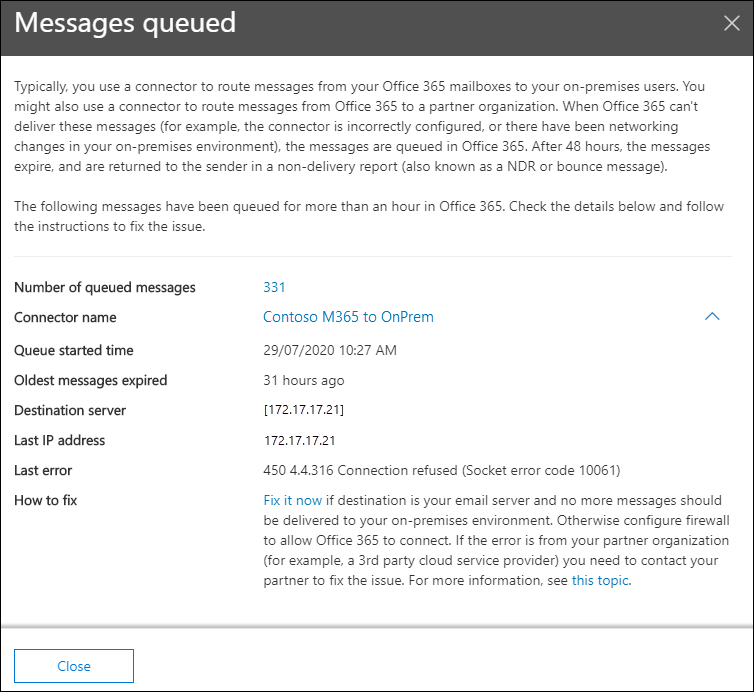 Messages queued
Typically, you use a connector to route messages from your Office 365 mailboxes to your on-premises users. You
might also use a connector to route messages from Office 365 to a partner organization. When Office 365 can't
deliver these messages (for example, the connector is incorrectly configured, or there have been networking
changes in your on-premises environment), the messages are queued in Office 365. After 48 hours, the messages
expire, and are returned to the sender in a non-delivery report (also known as a NDR or bounce message).
The following messages have been queued for more than an hour in Office 365. Check the details below and follow
the instructions to fix the issue.
Number of queued messages 331
Connector name Contoso M365 to OnPrem
Queue started time 29/07/2020 10:27 AM
Oldest messages expired 31 hours ago
Destination server [172.17.17.21]
Last IP address 172.17.17.21
Last error 450 4.4.316 Connection refused (Socket error code 10061)
How to fix Fix it now if destination is your email server and no more messages should
be delivered to your on-premises environment. Otherwise configure firewall
to allow Office 365 to connect. If the error is from your partner organization
(for example, a 3rd party cloud service provider) you need to contact your
partner to fix the issue. For more information, see this topic.
Close